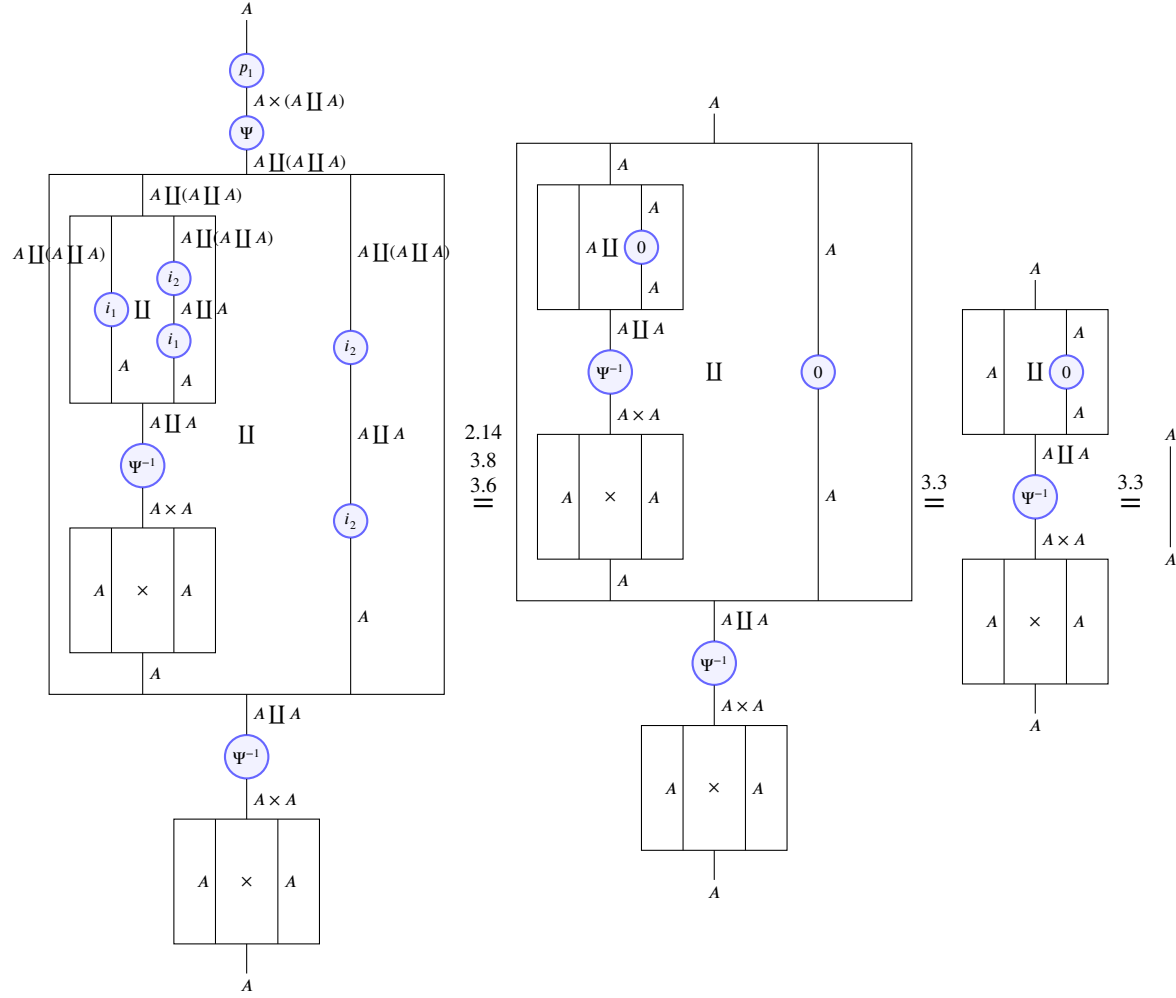 A
p₁
A × (A ∐ A)
Ψ
A ∐(A ∐ A)
A ∐(A ∐ A)
A ∐(A ∐ A)
A ∐(A ∐ A)
A ∐(A ∐ A)
i₂
i₁ ∐
A ∐ A
i₁
A
A
i₂
A ∐ A
∐
A ∐ A
Ψ⁻¹
A × A
i₂
A × A
A
A
A ∐ A
Ψ⁻¹
A × A
A × A
A
2.14
3.8
3.6
=
A
A
A
A ∐ 0
A
A
A ∐ A
Ψ⁻¹
∐
0
A × A
A × A
A
A
A ∐ A
Ψ⁻¹
A × A
A × A
A
3.3
=
A
A
A ∐ 0
A
A ∐ A
Ψ⁻¹
A × A
A × A
A
3.3
=
A
A